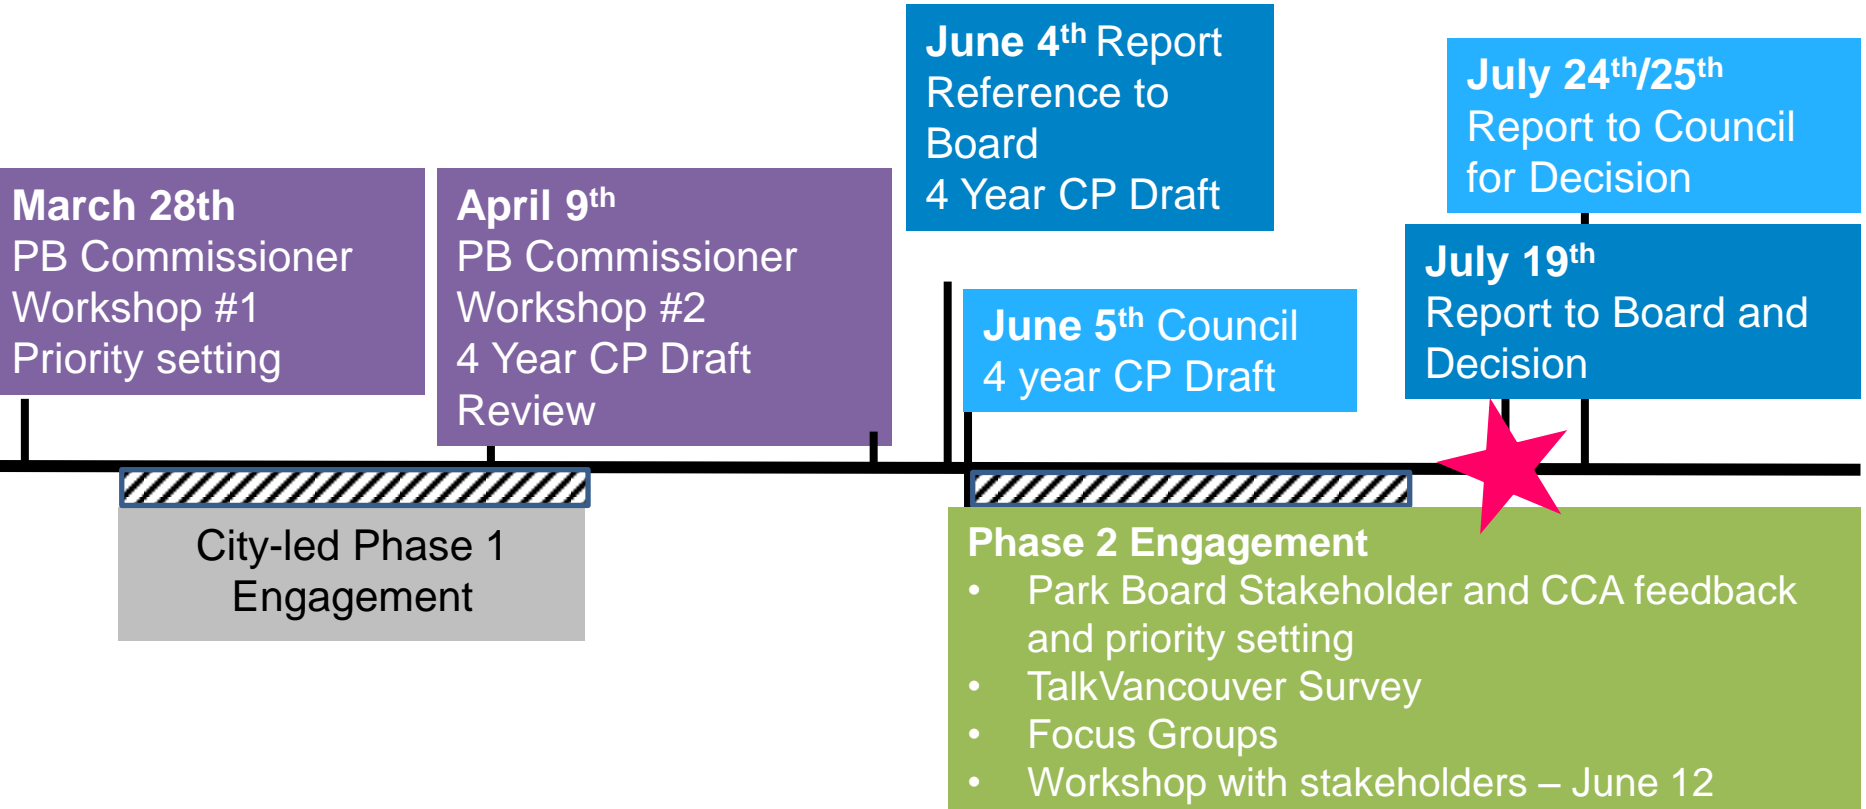 March 28th
PB Commissioner
Workshop #1
Priority setting
April 9th
PB Commissioner
Workshop #2
4 Year CP Draft
Review
June 4th Report
Reference to
Board
4 Year CP Draft
June 5th Council
4 year CP Draft
July 24th/25th
Report to Council
for Decision
July 19th
Report to Board and
Decision
City-led Phase 1
Engagement
Phase 2 Engagement
• Park Board Stakeholder and CCA feedback
and priority setting
• TalkVancouver Survey
• Focus Groups
• Workshop with stakeholders – June 12